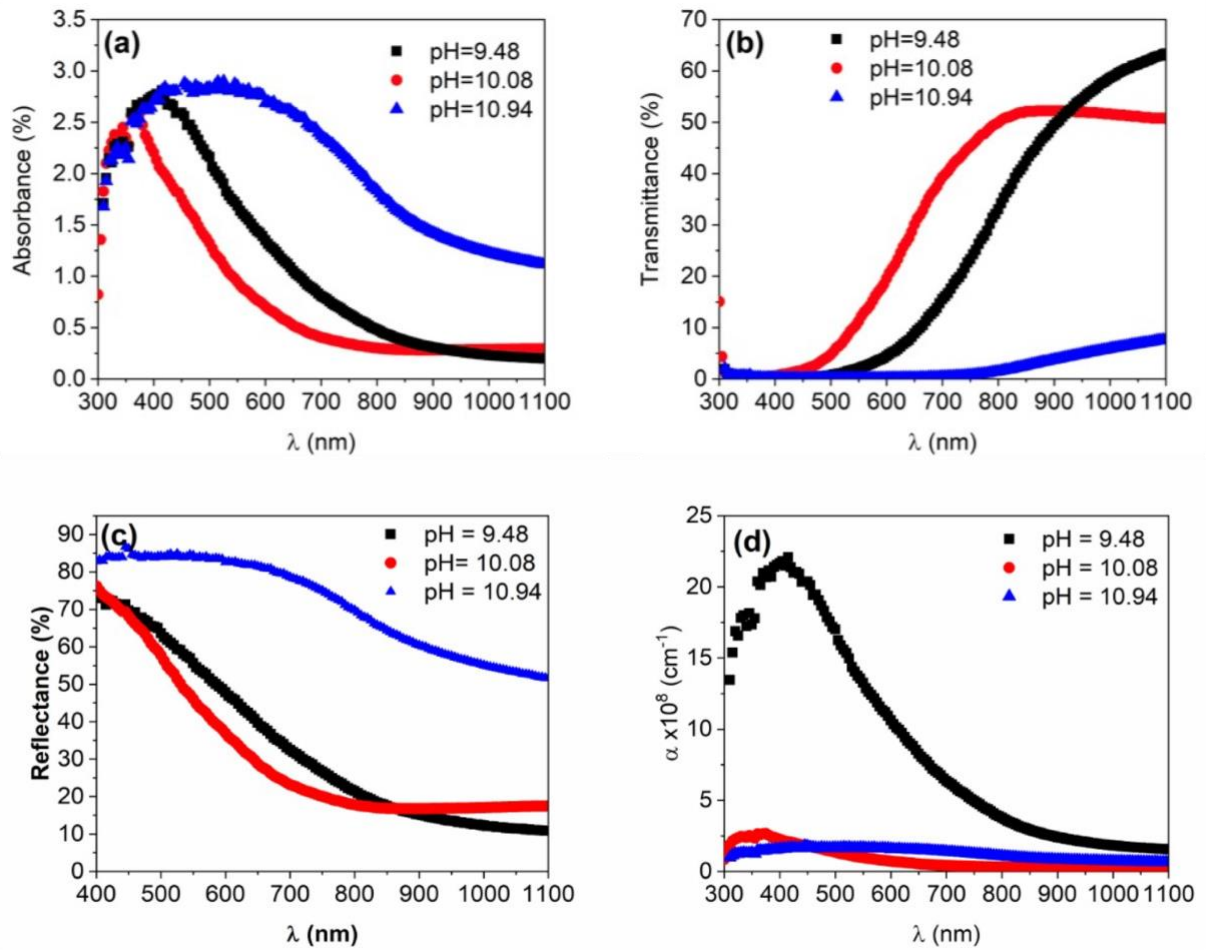 (a)
pH=9.48
pH=10.08
pH=10.94
Absorbance (%)
3.5
3.0
2.5
2.0
1.5
1.0
0.5
0.0
300 400 500 600 700 800 900 1000 1100
λ (nm)
(b)
pH=9.48
pH=10.08
pH=10.94
Transmittance (%)
70
60
50
40
30
20
10
0
300 400 500 600 700 800 900 1000 1100
λ (nm)
(c)
pH = 9.48
pH= 10.08
pH = 10.94
Reflectance (%)
90
80
70
60
50
40
30
20
10
0
400 500 600 700 800 900 1000 1100
λ (nm)
(d)
pH = 9.48
pH = 10.08
pH = 10.94
α x10⁸ (cm⁻¹)
25
20
15
10
5
0
300 400 500 600 700 800 900 1000 1100
λ (nm)